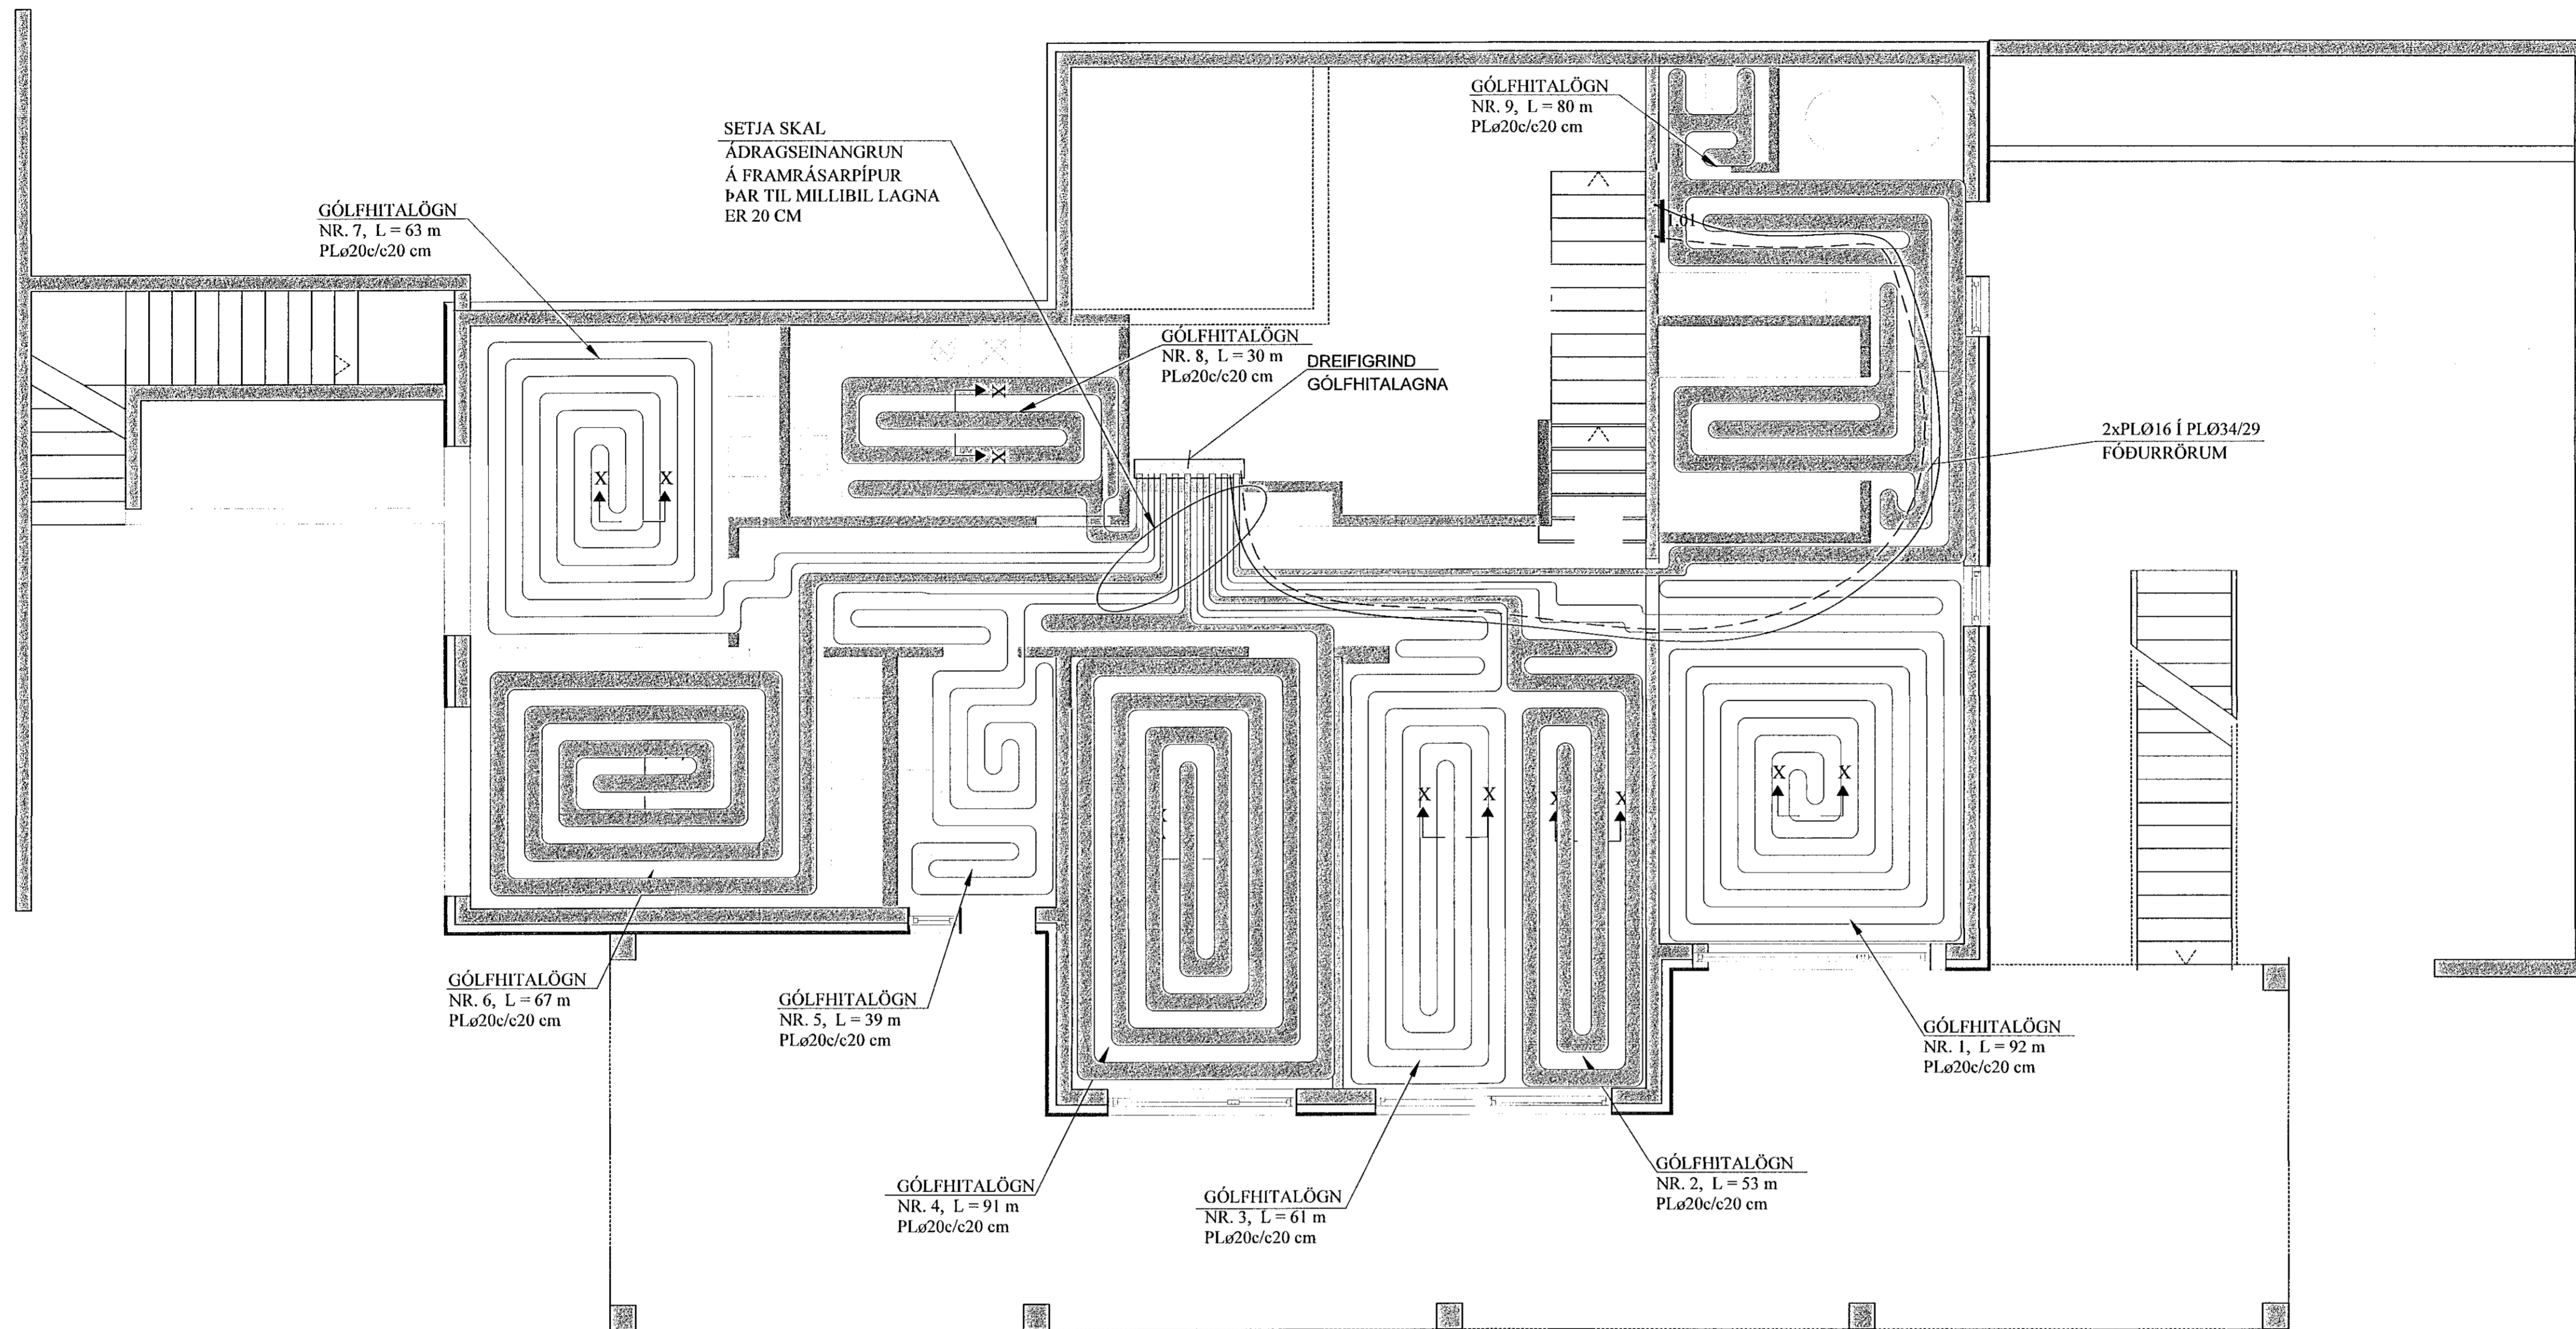 GÓLFHITALÖGN
NR. 9, L = 80 m
PLø20c/c20 cm
SETJA SKAL
ÁDRAGSEINANGRUN
Á FRAMRÁSARPÍPUR
ÞAR TIL MILLIBIL LAGNA
ER 20 CM
GÓLFHITALÖGN
NR. 7, L = 63 m
PLø20c/c20 cm
1.01
GÓLFHITALÖGN
NR. 8, L = 30 m
PLø20c/c20 cm
DREIFIGRIND
GÓLFHITALAGNA
X
X
2xPLØ16 Í PLØ34/29
FÓÐURRÖRUM
X X
X X
X X
X X
GÓLFHITALÖGN
NR. 6, L = 67 m
PLø20c/c20 cm
GÓLFHITALÖGN
NR. 5, L = 39 m
PLø20c/c20 cm
GÓLFHITALÖGN
NR. 1, L = 92 m
PLø20c/c20 cm
GÓLFHITALÖGN
NR. 4, L = 91 m
PLø20c/c20 cm
GÓLFHITALÖGN
NR. 3, L = 61 m
PLø20c/c20 cm
GÓLFHITALÖGN
NR. 2, L = 53 m
PLø20c/c20 cm